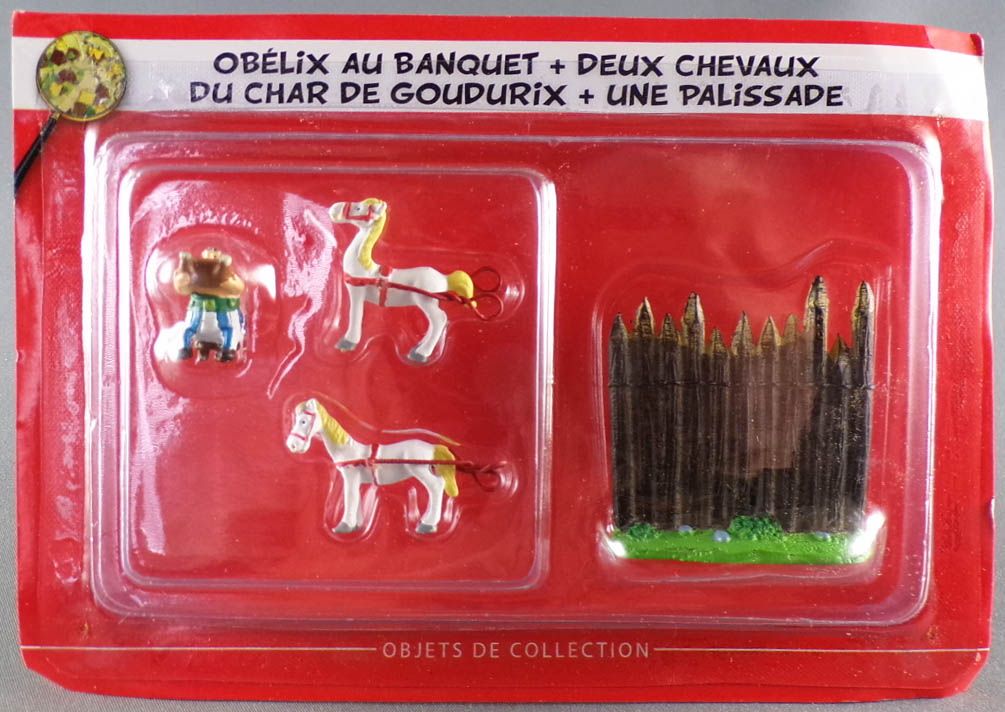 OBÉLiX AU BANQUET + DEUX CHEVAUX
DU CHAR DE GOUDURiX + UNE PALiSSADE
OBJETS DE COLLECTION